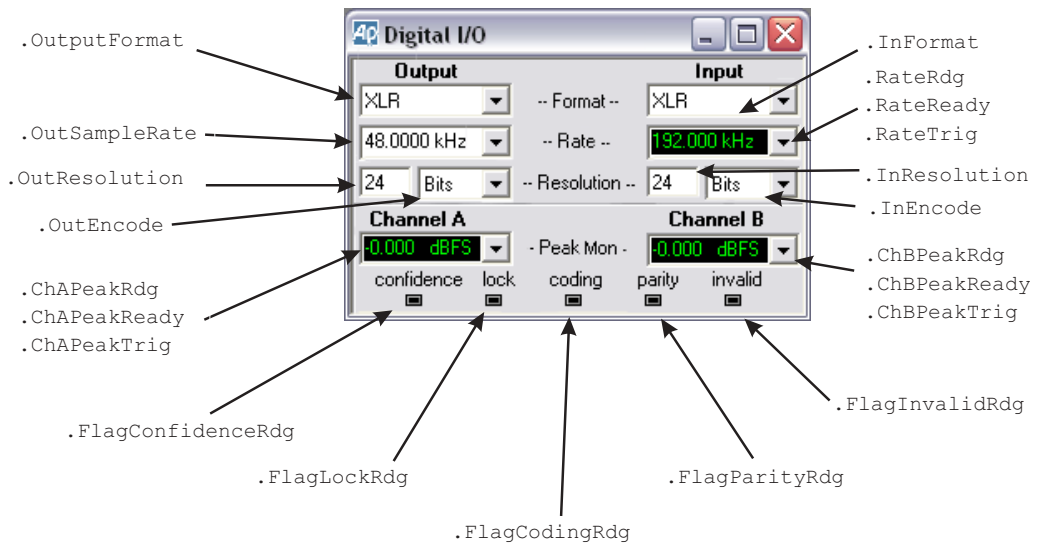 .OutputFormat
.OutSampleRate
.OutResolution
.OutEncode
.ChAPeakRdg
.ChAPeakReady
.ChAPeakTrig
Ap Digital I/O
Output Input
XLR -- Format -- XLR
48.0000 kHz -- Rate -- 192.000 kHz
24 Bits -- Resolution -- 24 Bits
Channel A Channel B
-0.000 dBFS - Peak Mon - -0.000 dBFS
confidence lock coding parity invalid
.InFormat
.RateRdg
.RateReady
.RateTrig
.InResolution
.InEncode
.ChBPeakRdg
.ChBPeakReady
.ChBPeakTrig
.FlagInvalidRdg
.FlagConfidenceRdg
.FlagLockRdg
.FlagParityRdg
.FlagCodingRdg